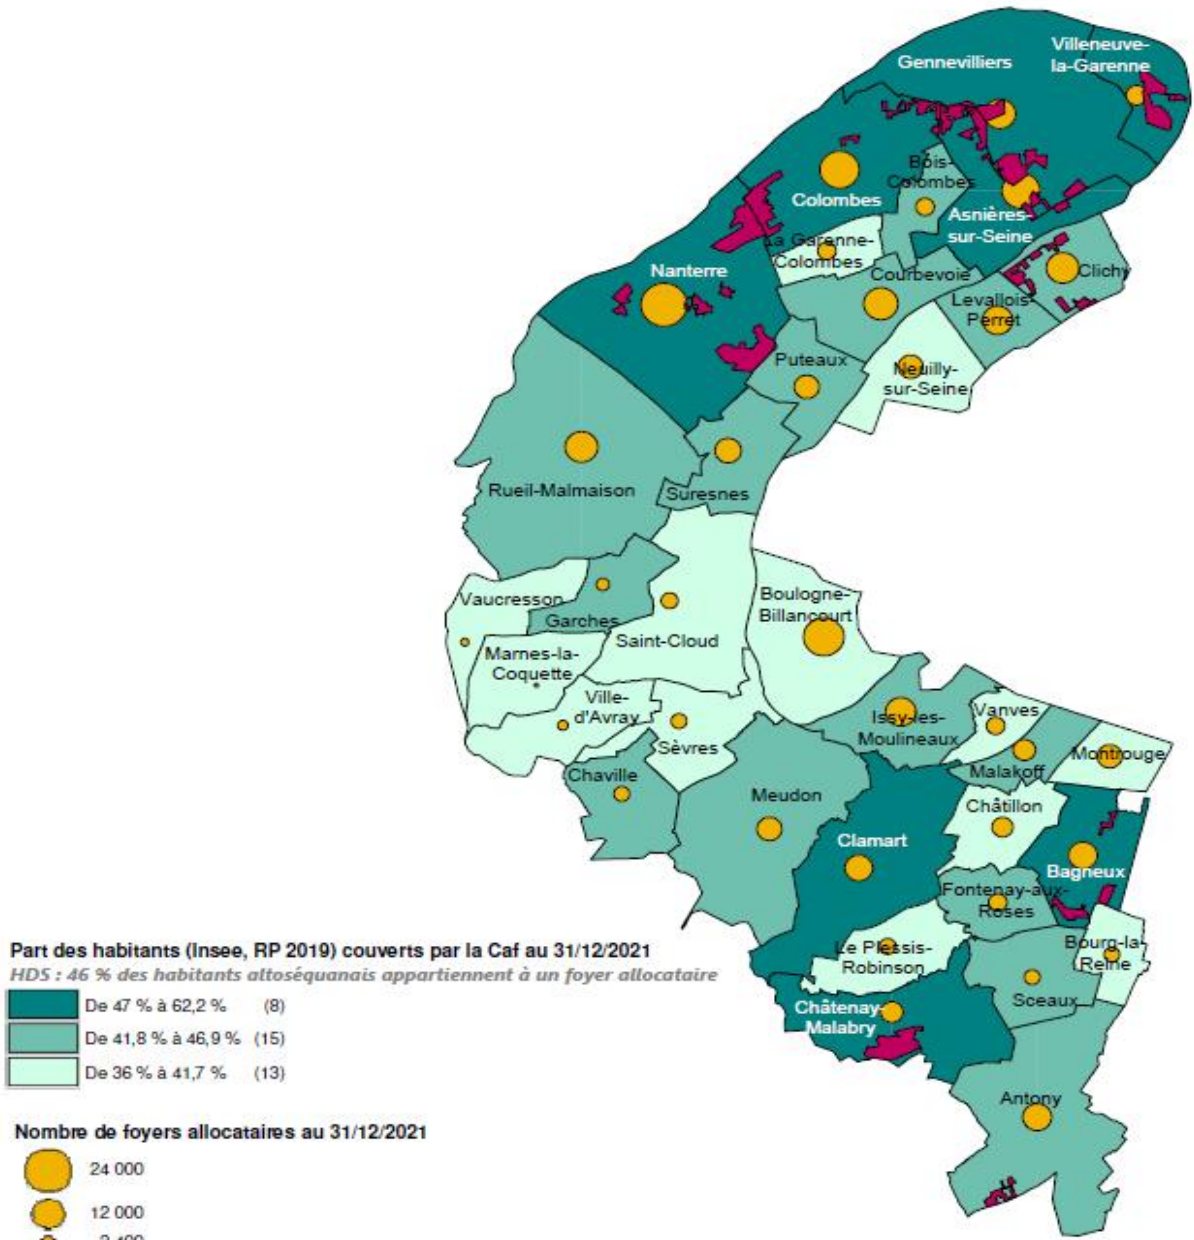 Villeneuve-
la-Garenne
Gennevilliers
Bois-
Colombes
Colombes
Asnières-
sur-Seine
La Garenne-
Colombes
Nanterre
Courbevoie
Clichy
Levallois-
Perret
Puteaux
Neuilly-
sur-Seine
Rueil-Malmaison
Suresnes
Vaucresson
Garches
Boulogne-
Billancourt
Saint-Cloud
Marnes-la-
Coquette
Ville-
d'Avray
Sèvres
Issy-les-
Moulineaux
Vanves
Malakoff
Montrouge
Chaville
Meudon
Châtillon
Clamart
Bagneux
Fontenay-aux-
Roses
Le Plessis-
Robinson
Bourg-la-
Reine
Sceaux
Châtenay-
Malabry
Antony
Part des habitants (Insee, RP 2019) couverts par la Caf au 31/12/2021
HDS : 46 % des habitants altoséquanais appartiennent à un foyer allocataire
De 47 % à 62,2 % (8)
De 41,8 % à 46,9 % (15)
De 36 % à 41,7 % (13)
Nombre de foyers allocataires au 31/12/2021
24 000
12 000